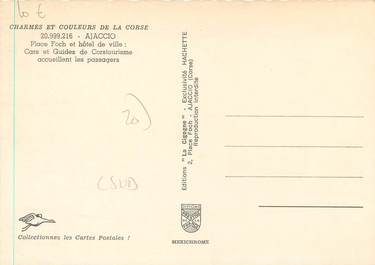 10 €
CHARMES ET COULEURS DE LA CORSE
20.999.216 - AJACCIO
Place Foch et hôtel de ville :
Cars et Guides de Corstourisme
accueillent les passagers
20)
(SUD
Editions "La Cigogne" - Exclusivité HACHETTE
2, Place Foch - AJACCIO (Corse)
Reproduction interdite
Collectionnez les Cartes Postales !
MEXICHROME